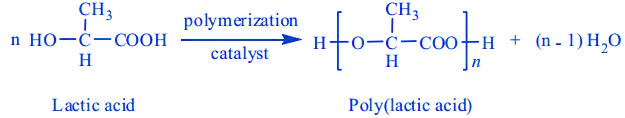 CH3 polymerization CH3
n HO—C—COOH H[O—C—COO]n H + (n - 1) H2O
H catalyst H
Lactic acid Poly(lactic acid)